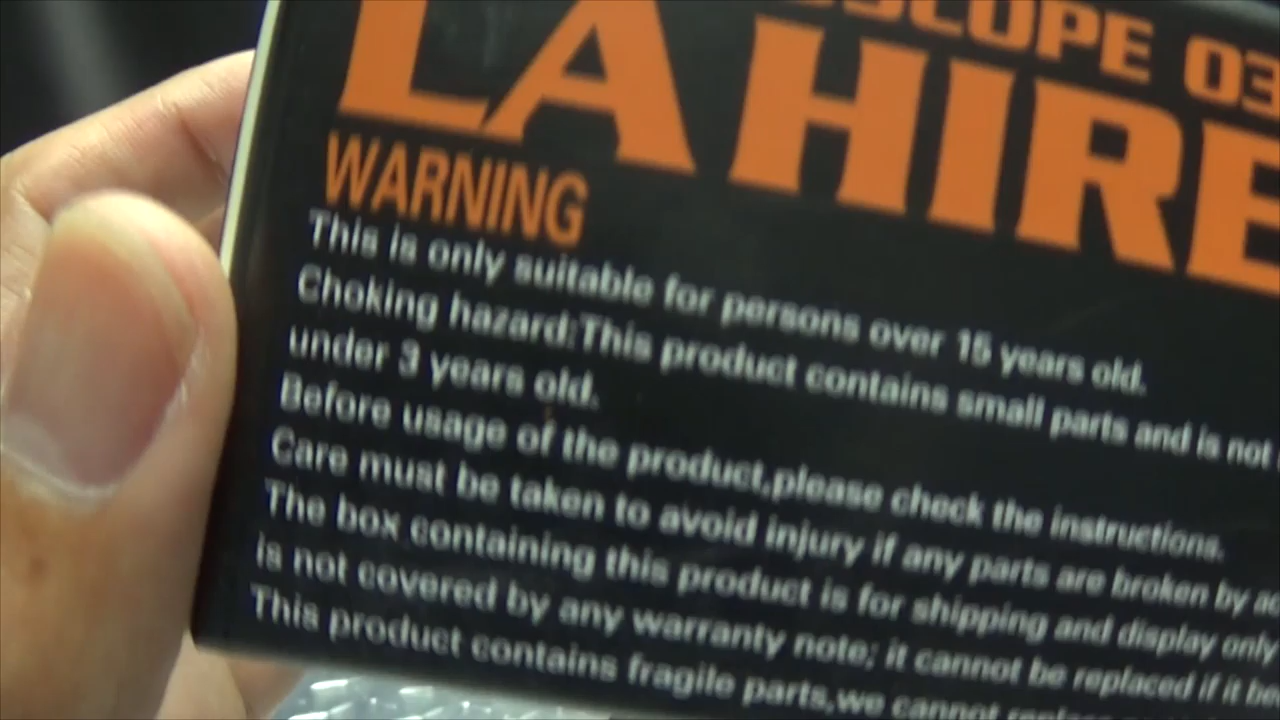 SCOPE 03
LA HIRE
WARNING
This is only suitable for persons over 15 years old.
Choking hazard:This product contains small parts and is not
under 3 years old.
Before usage of the product,please check the instructions.
Care must be taken to avoid injury if any parts are broken by
The box containing this product is for shipping and display only
is not covered by any warranty note; it cannot be replaced if it
This product contains fragile parts,we cannot